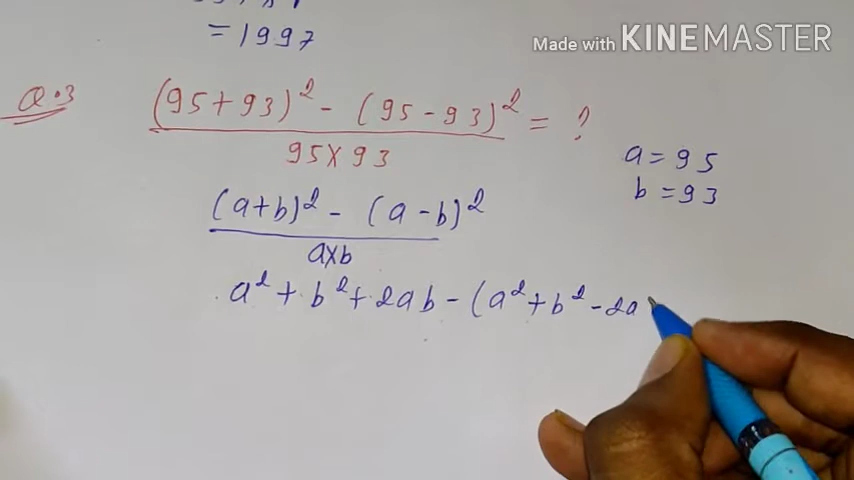 = 1997
Made with KINEMASTER
Q.3 (95+93)² - (95-93)² = ?
95 X 93
a = 95
b = 93
(a+b)² - (a-b)²
axb
a² + b² + 2ab - (a² + b² - 2a